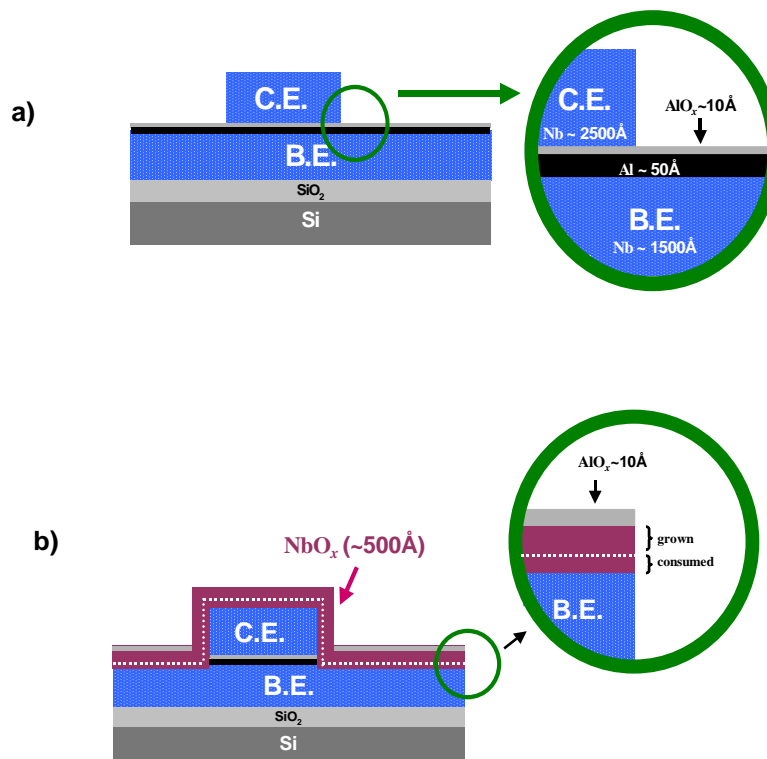 a)
C.E.
B.E.
SiO₂
Si
C.E.
Nb ~ 2500Å
AlOₓ~10Å
Al ~ 50Å
B.E.
Nb ~ 1500Å
b)
NbOₓ (~500Å)
C.E.
B.E.
SiO₂
Si
AlOₓ~10Å
grown
consumed
B.E.